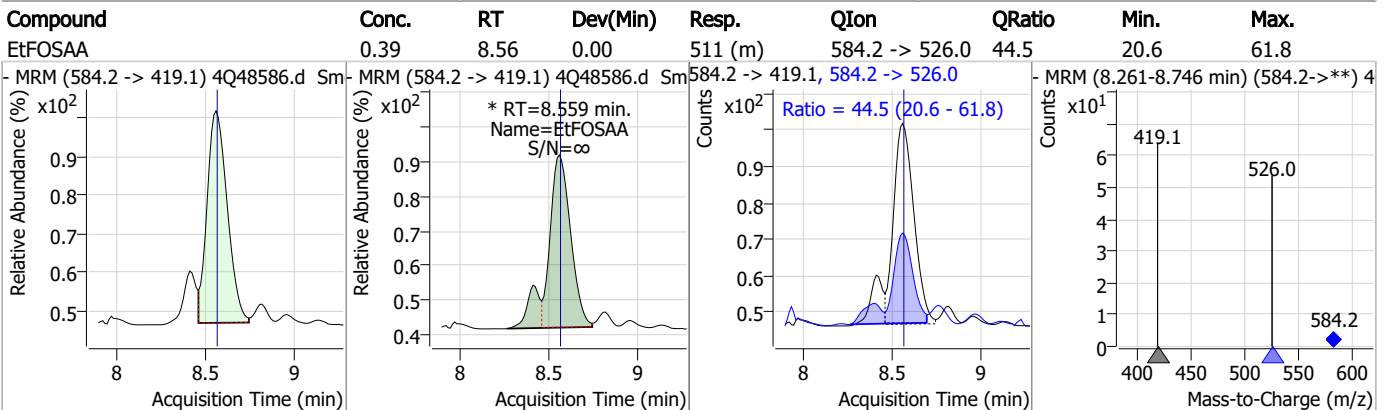 Compound Conc. RT Dev(Min) Resp. QIon QRatio Min. Max.
EtFOSAA 0.39 8.56 0.00 511 (m) 584.2 -> 526.0 44.5 20.6 61.8
- MRM (584.2 -> 419.1) 4Q48586.d Sm
x10²
Relative Abundance (%)
0.9
0.8
0.7
0.6
0.5
8 8.5 9
Acquisition Time (min)
- MRM (584.2 -> 419.1) 4Q48586.d Sm
x10²
* RT=8.559 min.
Name=EtFOSAA
S/N=∞
Relative Abundance (%)
0.9
0.8
0.7
0.6
0.5
0.4
8 8.5 9
Acquisition Time (min)
584.2 -> 419.1, 584.2 -> 526.0
x10²
Ratio = 44.5 (20.6 - 61.8)
Counts
0.9
0.8
0.7
0.6
0.5
8 8.5 9
Acquisition Time (min)
- MRM (8.261-8.746 min) (584.2->**) 4
x10¹
Counts
419.1
526.0
584.2
6
5
4
3
2
1
0
400 450 500 550 600
Mass-to-Charge (m/z)